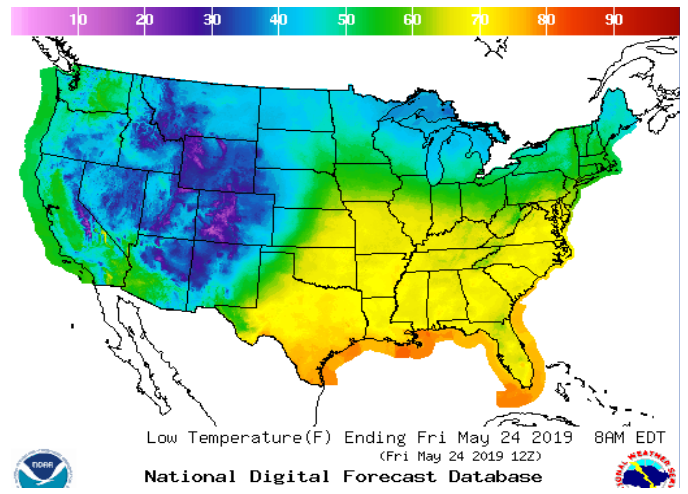 10 20 30 40 50 60 70 80 90
Low Temperature(F) Ending Fri May 24 2019 8AM EDT
(Fri May 24 2019 12Z)
National Digital Forecast Database
NOAA